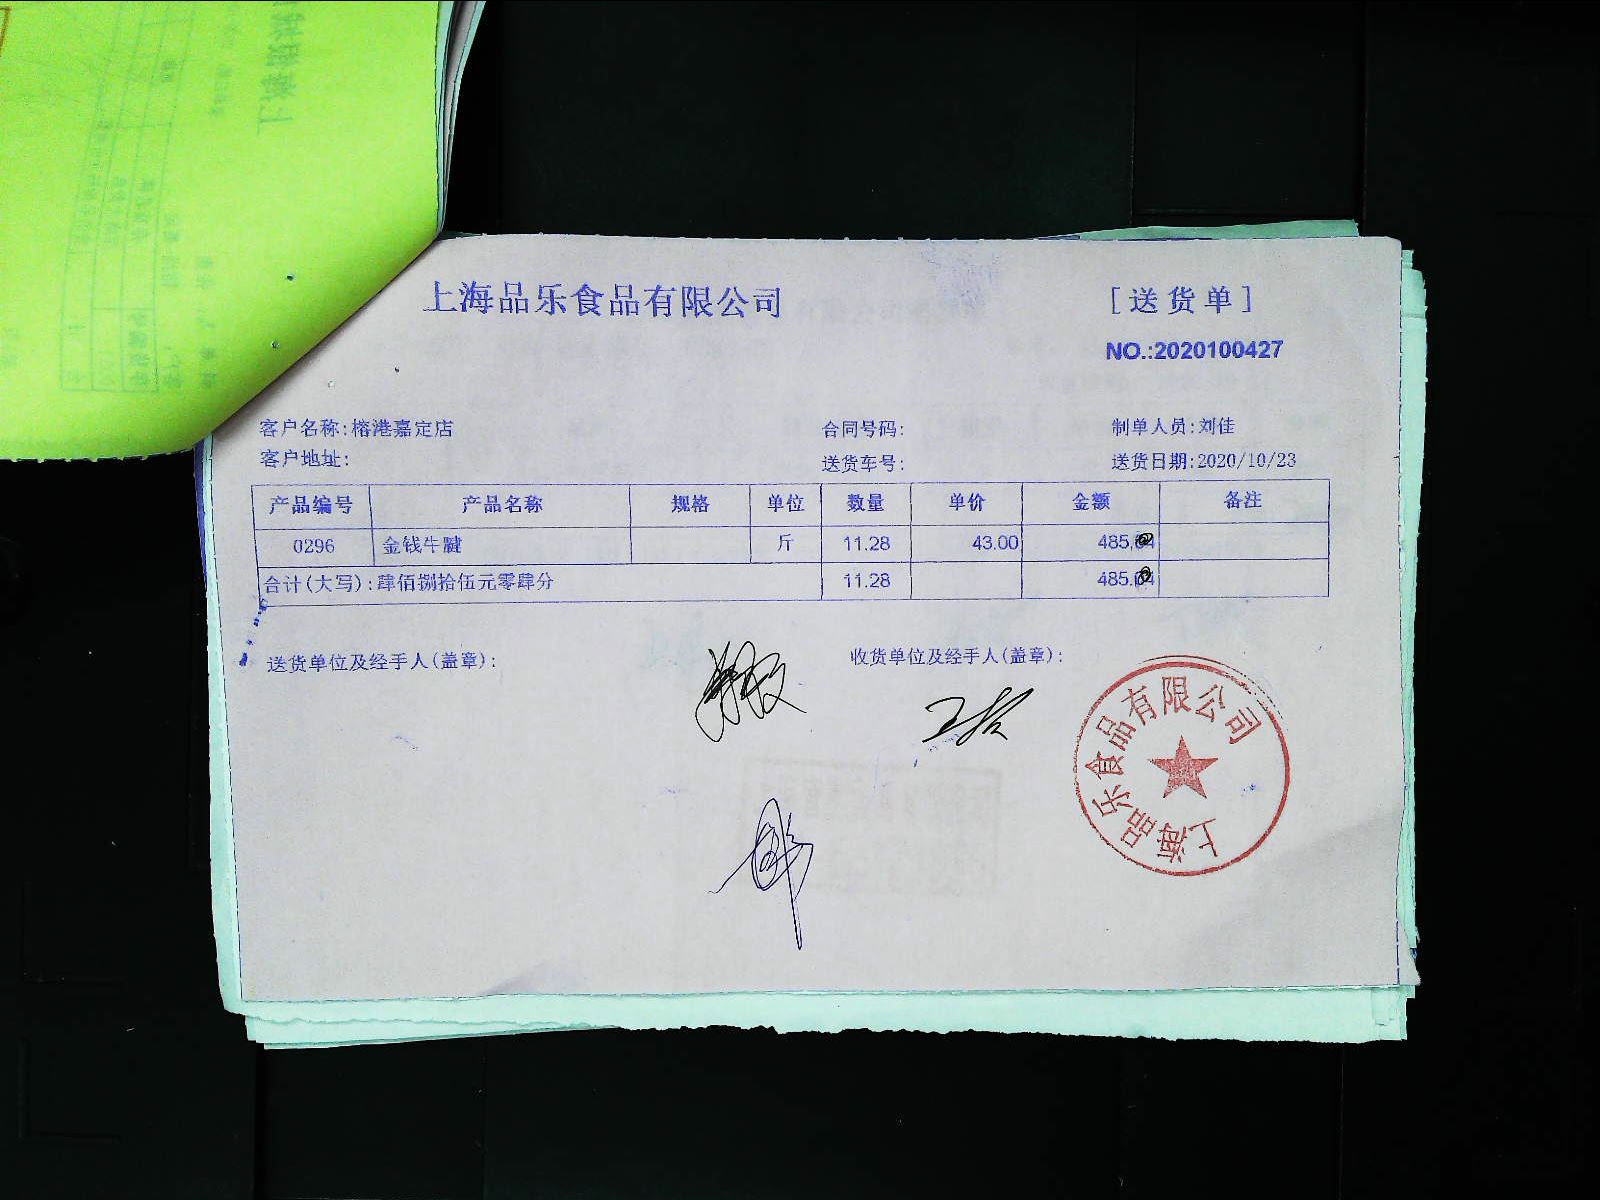 上海品乐食品有限公司
[送货单]
NO.:2020100427
客户名称:榕港嘉定店
合同号码:
制单人员:刘佳
客户地址:
送货车号:
送货日期:2020/10/23
产品编号 产品名称 规格 单位 数量 单价 金额 备注
0296 金钱牛腱 斤 11.28 43.00 485.04
合计(大写):肆佰捌拾伍元零肆分 11.28 485.04
送货单位及经手人(盖章):
收货单位及经手人(盖章):
上海品乐食品有限公司